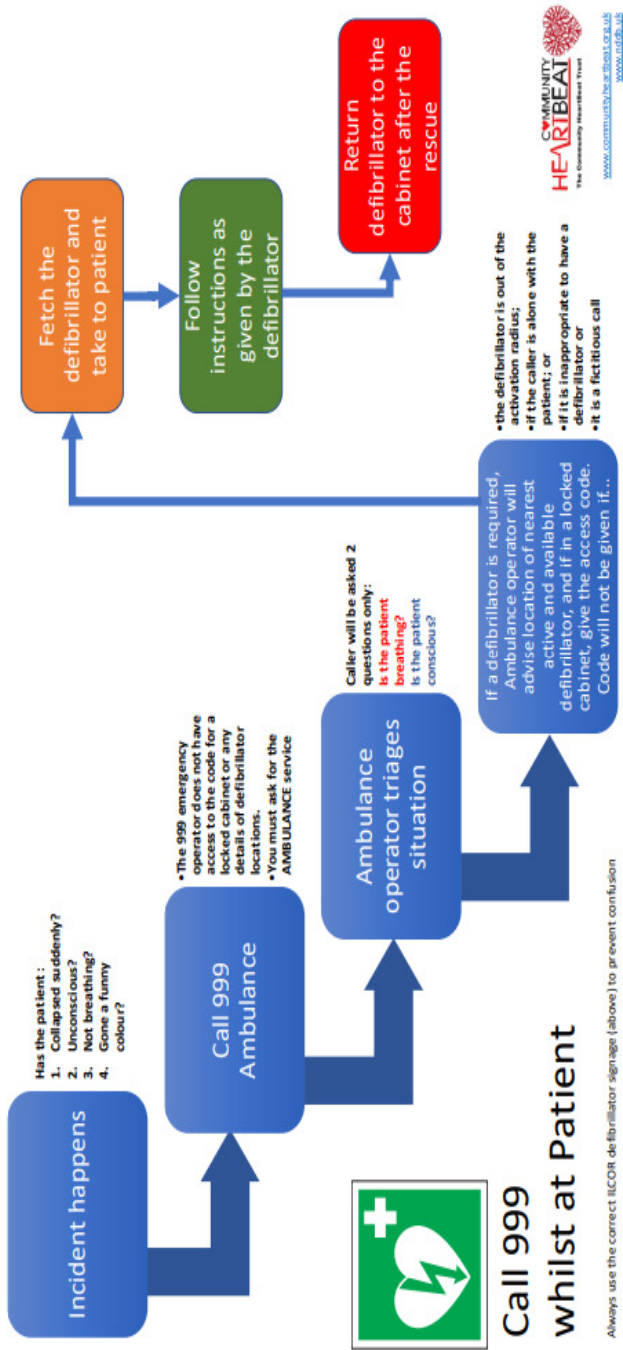 Incident happens
Has the patient :
1. Collapsed suddenly?
2. Unconscious?
3. Not breathing?
4. Gone a funny
colour?
Call 999
Ambulance
•The 999 emergency
operator does not have
access to the code for a
locked cabinet or any
details of defibrillator
locations.
•You must ask for the
AMBULANCE service
Ambulance
operator triages
situation
Caller will be asked 2
questions only:
Is the patient
breathing?
Is the patient
conscious?
If a defibrillator is required,
Ambulance operator will
advise location of nearest
active and available
defibrillator, and if in a locked
cabinet, give the access code.
Code will not be given if...
•the defibrillator is out of the
activation radius;
•if the caller is alone with the
patient; or
•if it is inappropriate to have a
defibrillator or
•it is a fictitious call
Fetch the
defibrillator and
take to patient
Follow
instructions as
given by the
defibrillator
Return
defibrillator to the
cabinet after the
rescue
Call 999
whilst at Patient
Always use the correct ILCOR defibrillator signage (above) to prevent confusion
COMMUNITY
HEARTBEAT
The Community HeartBeat Trust
www.communityheartbeat.org.uk
www.nddb.uk